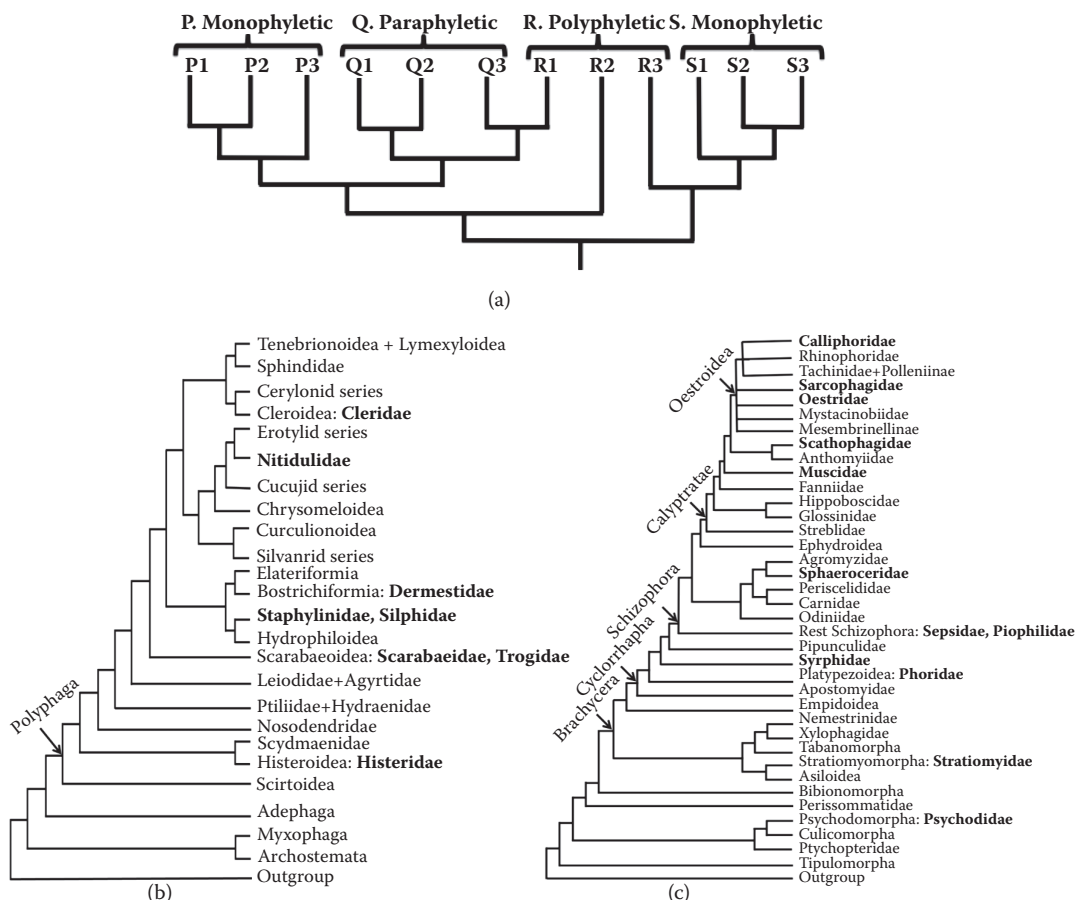 P. Monophyletic Q. Paraphyletic R. Polyphyletic S. Monophyletic
P1 P2 P3 Q1 Q2 Q3 R1 R2 R3 S1 S2 S3
(a)
Tenebrionoidea + Lymexyloidea
Sphindidae
Cerylonid series
Cleroidea: Cleridae
Erotylid series
Nitidulidae
Cucujid series
Chrysomeloidea
Curculionoidea
Silvanrid series
Elateriformia
Bostrichiformia: Dermestidae
Staphylinidae, Silphidae
Hydrophiloidea
Scarabaeoidea: Scarabaeidae, Trogidae
Leiodidae+Agyrtidae
Ptiliidae+Hydraenidae
Nosodendridae
Scydmaenidae
Histeroidea: Histeridae
Scirtoidea
Adephaga
Myxophaga
Archostemata
Outgroup
Polyphaga
(b)
Calliphoridae
Rhinophoridae
Tachinidae+Polleniinae
Sarcophagidae
Oestridae
Mystacinobiidae
Mesembrinellinae
Scathophagidae
Anthomyiidae
Muscidae
Fanniidae
Hippoboscidae
Glossinidae
Streblidae
Ephydroidea
Agromyzidae
Sphaeroceridae
Periscelididae
Carnidae
Odiniidae
Rest Schizophora: Sepsidae, Piophilidae
Pipunculidae
Syrphidae
Platypezoidea: Phoridae
Apostomyidae
Empidoidea
Nemestrinidae
Xylophagidae
Tabanomorpha
Stratiomyomorpha: Stratiomyidae
Asiloidea
Bibionomorpha
Perissommatidae
Psychodomorpha: Psychodidae
Culicomorpha
Ptychopteridae
Tipulomorpha
Outgroup
Oestroidea
Calyptratae
Schizophora
Cyclorrhapha
Brachycera
(c)